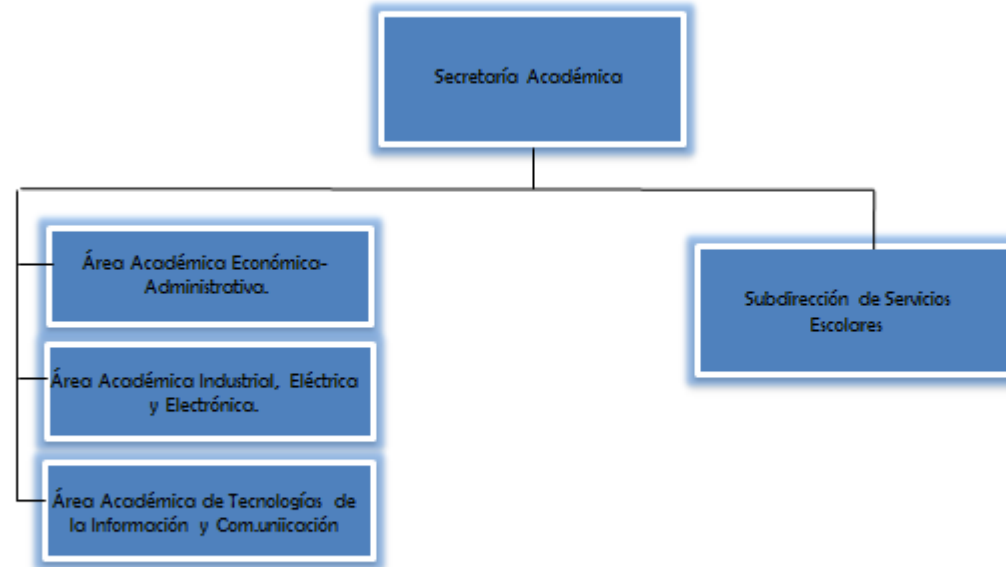 Secretaría Académica
Área Académica Económica-
Administrativa.
Subdirección de Servicios
Escolares
Área Académica Industrial, Eléctrica
y Electrónica.
Área Académica de Tecnologías de
la Información y Com.uniicación